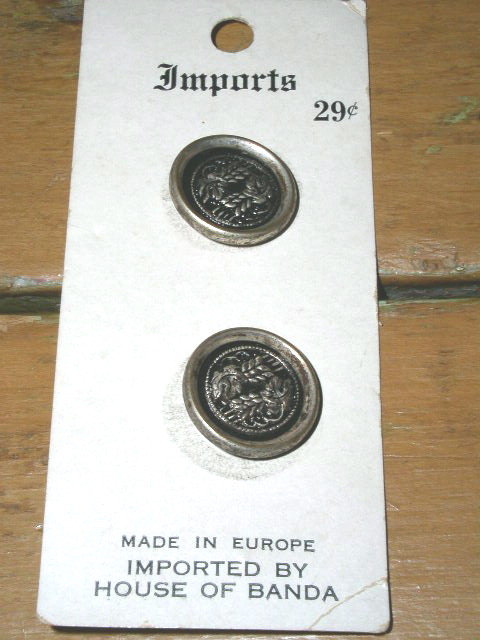 Imports
29¢
MADE IN EUROPE
IMPORTED BY
HOUSE OF BANDA